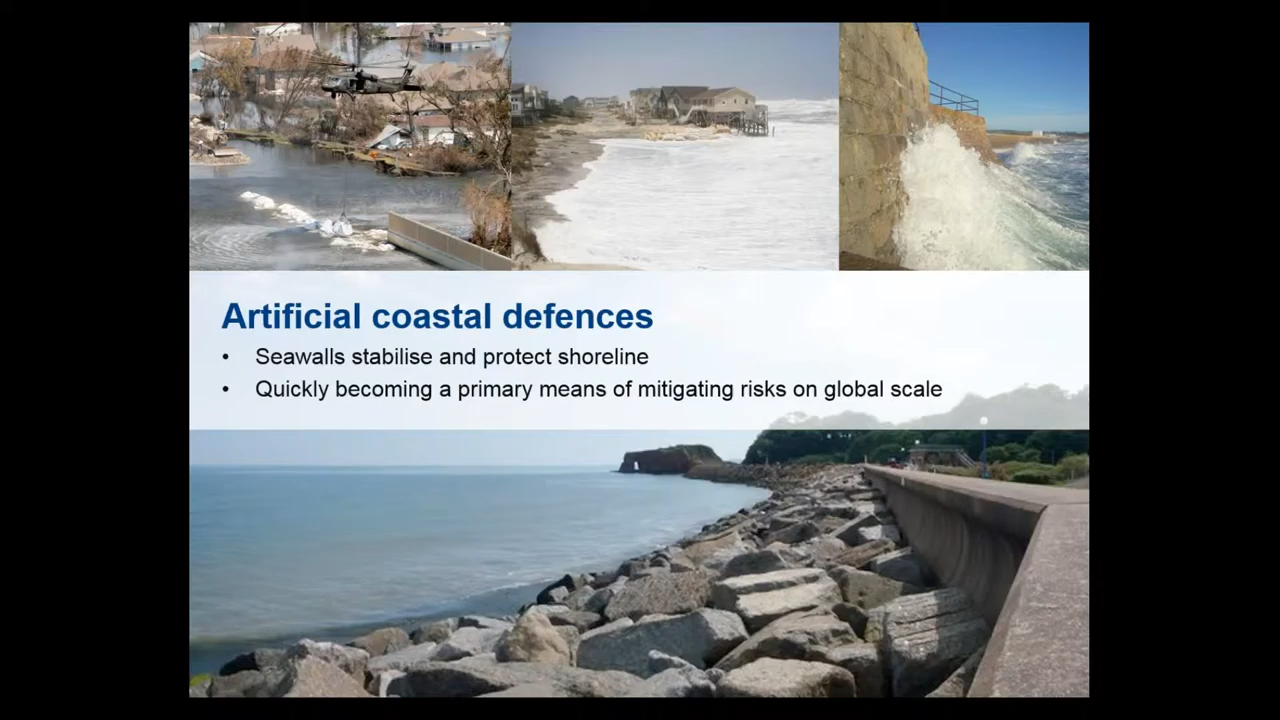 Artificial coastal defences
• Seawalls stabilise and protect shoreline
• Quickly becoming a primary means of mitigating risks on global scale